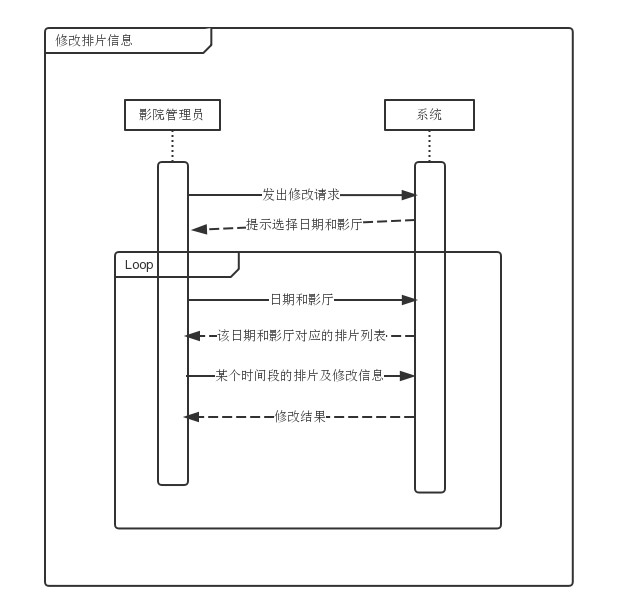 修改排片信息
影院管理员
系统
发出修改请求
提示选择日期和影厅
Loop
日期和影厅
该日期和影厅对应的排片列表
某个时间段的排片及修改信息
修改结果